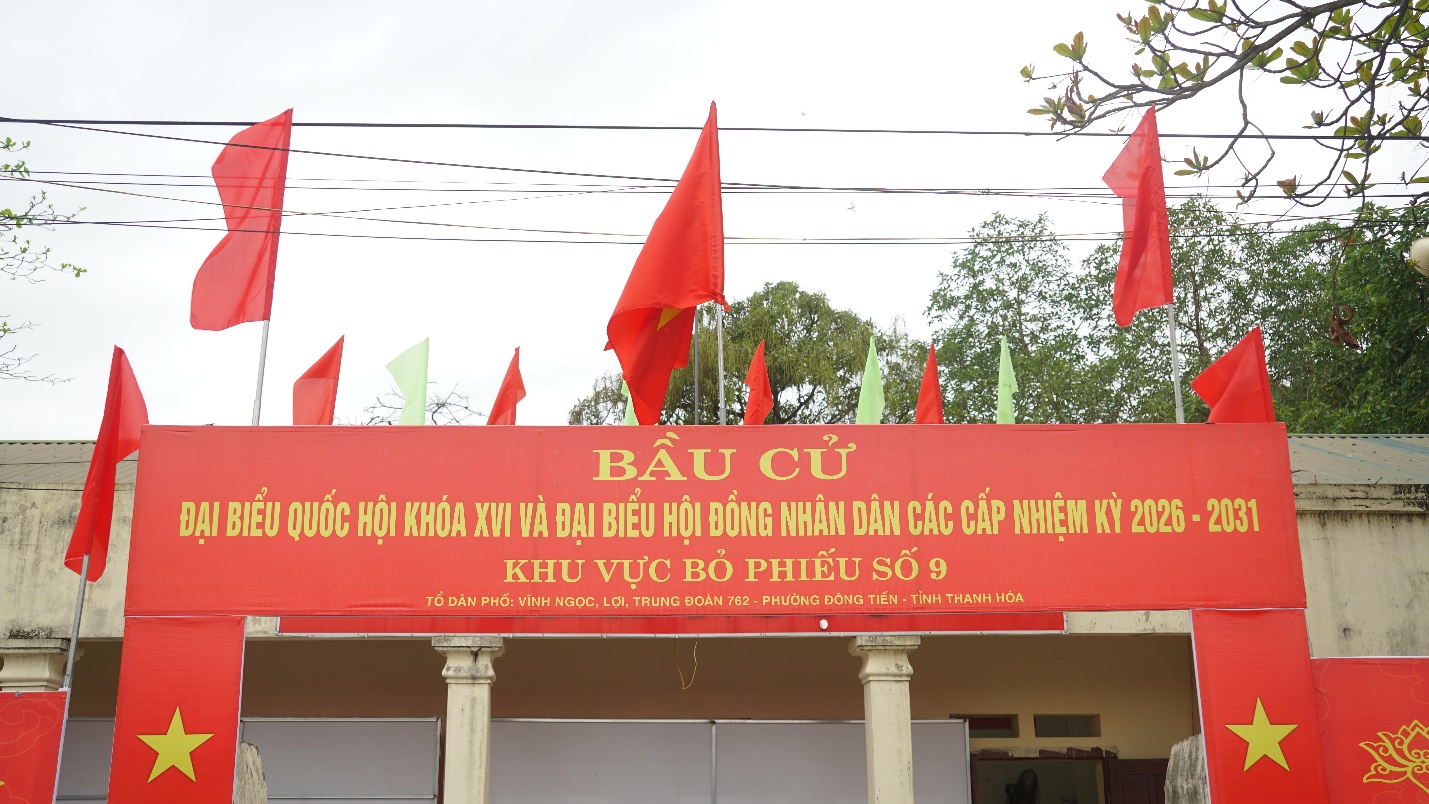 BẦU CỬ
ĐẠI BIỂU QUỐC HỘI KHÓA XVI VÀ ĐẠI BIỂU HỘI ĐỒNG NHÂN DÂN CÁC CẤP NHIỆM KỲ 2026 - 2031
KHU VỰC BỎ PHIẾU SỐ 9
TỔ DÂN PHỐ: VĨNH NGỌC, LỢI, TRUNG ĐOÀN 762 - PHƯỜNG ĐÔNG TIẾN - TỈNH THANH HÓA